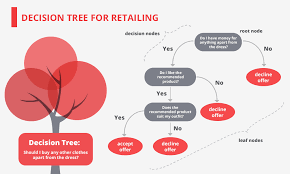 DECISION TREE FOR RETAILING
decision nodes
root node
Do I have money for
anything apart from
the dress?
Yes
No
Do I like the
recommended
product?
decline
offer
Yes
No
Does the
recommended product
suit my outfit?
decline
offer
Yes
No
accept
offer
decline
offer
leaf nodes
Decision Tree:
Should I buy any other clothes
apart from the dress?